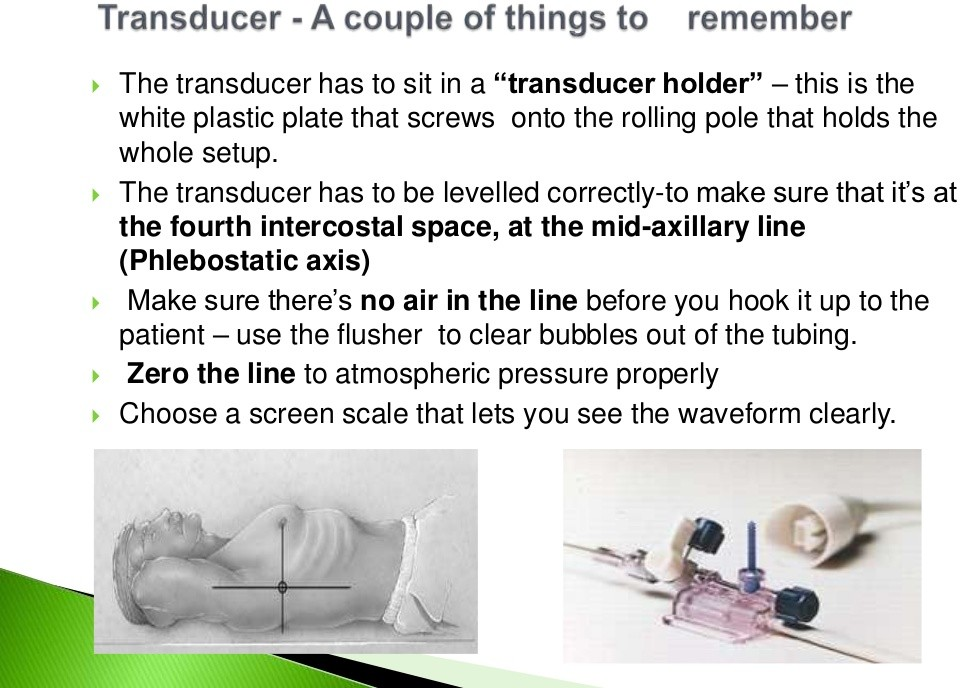 Transducer - A couple of things to remember
The transducer has to sit in a “transducer holder” – this is the
white plastic plate that screws onto the rolling pole that holds the
whole setup.
The transducer has to be levelled correctly-to make sure that it’s at
the fourth intercostal space, at the mid-axillary line
(Phlebostatic axis)
Make sure there’s no air in the line before you hook it up to the
patient – use the flusher to clear bubbles out of the tubing.
Zero the line to atmospheric pressure properly
Choose a screen scale that lets you see the waveform clearly.